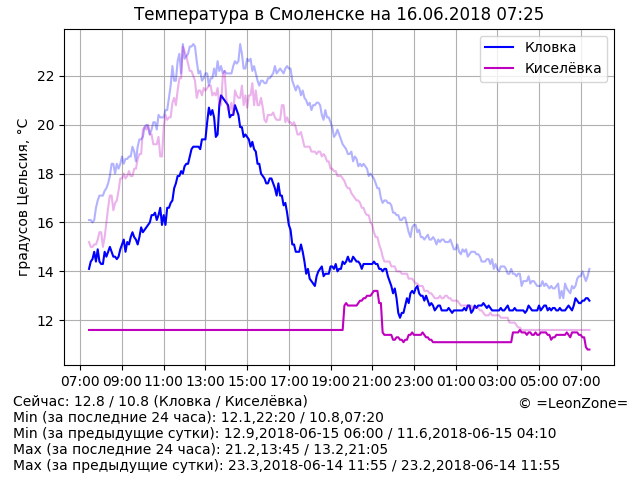 Температура в Смоленске на 16.06.2018 07:25
Кловка
Киселёвка
градусов Цельсия, °C
22
20
18
16
14
12
07:00 09:00 11:00 13:00 15:00 17:00 19:00 21:00 23:00 01:00 03:00 05:00 07:00
Сейчас: 12.8 / 10.8 (Кловка / Киселёвка)
© =LeonZone=
Min (за последние 24 часа): 12.1,22:20 / 10.8,07:20
Min (за предыдущие сутки): 12.9,2018-06-15 06:00 / 11.6,2018-06-15 04:10
Max (за последние 24 часа): 21.2,13:45 / 13.2,21:05
Max (за предыдущие сутки): 23.3,2018-06-14 11:55 / 23.2,2018-06-14 11:55